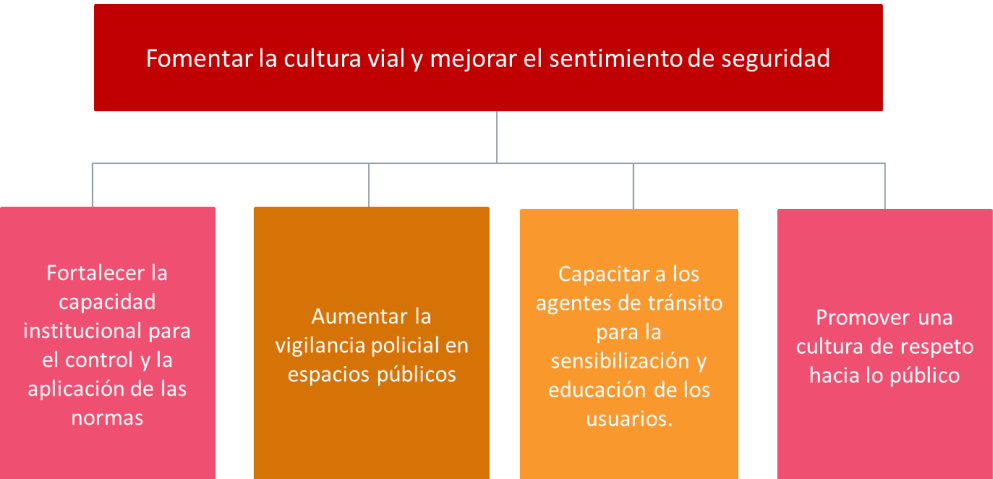 Fomentar la cultura vial y mejorar el sentimiento de seguridad
Fortalecer la
capacidad
institucional para
el control y la
aplicación de las
normas
Aumentar la
vigilancia policial en
espacios públicos
Capacitar a los
agentes de tránsito
para la
sensibilización y
educación de los
usuarios.
Promover una
cultura de respeto
hacia lo público